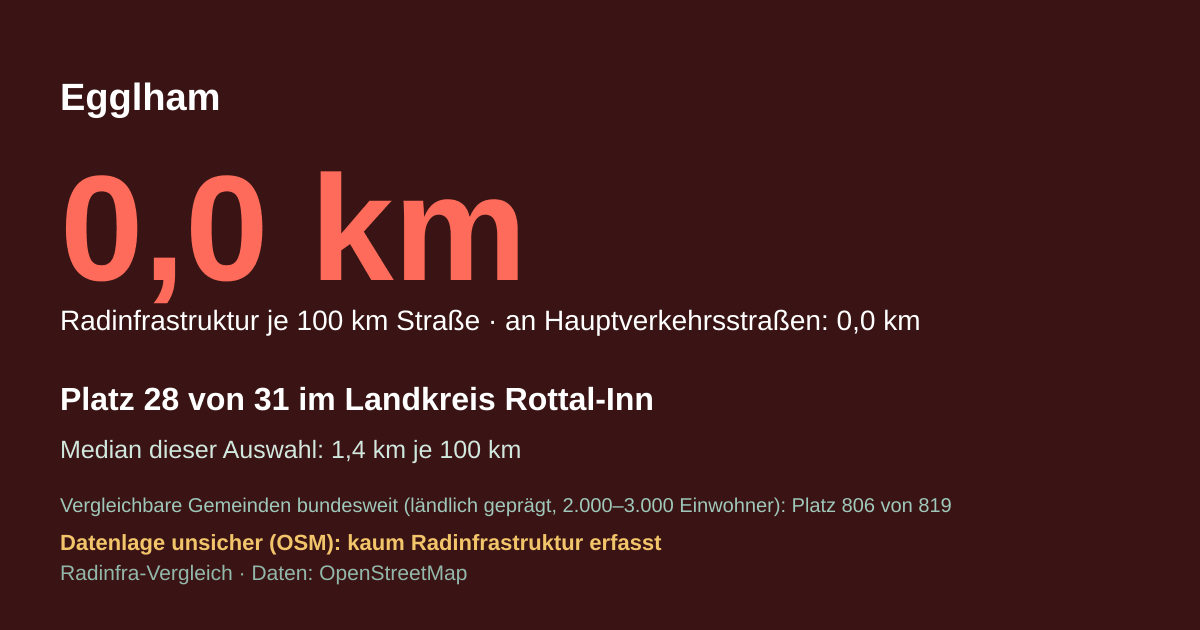 Egglham
0,0 km
Radinfrastruktur je 100 km Straße · an Hauptverkehrsstraßen: 0,0 km
Platz 28 von 31 im Landkreis Rottal-Inn
Median dieser Auswahl: 1,4 km je 100 km
Vergleichbare Gemeinden bundesweit (ländlich geprägt, 2.000–3.000 Einwohner): Platz 806 von 819
Datenlage unsicher (OSM): kaum Radinfrastruktur erfasst
Radinfra-Vergleich · Daten: OpenStreetMap